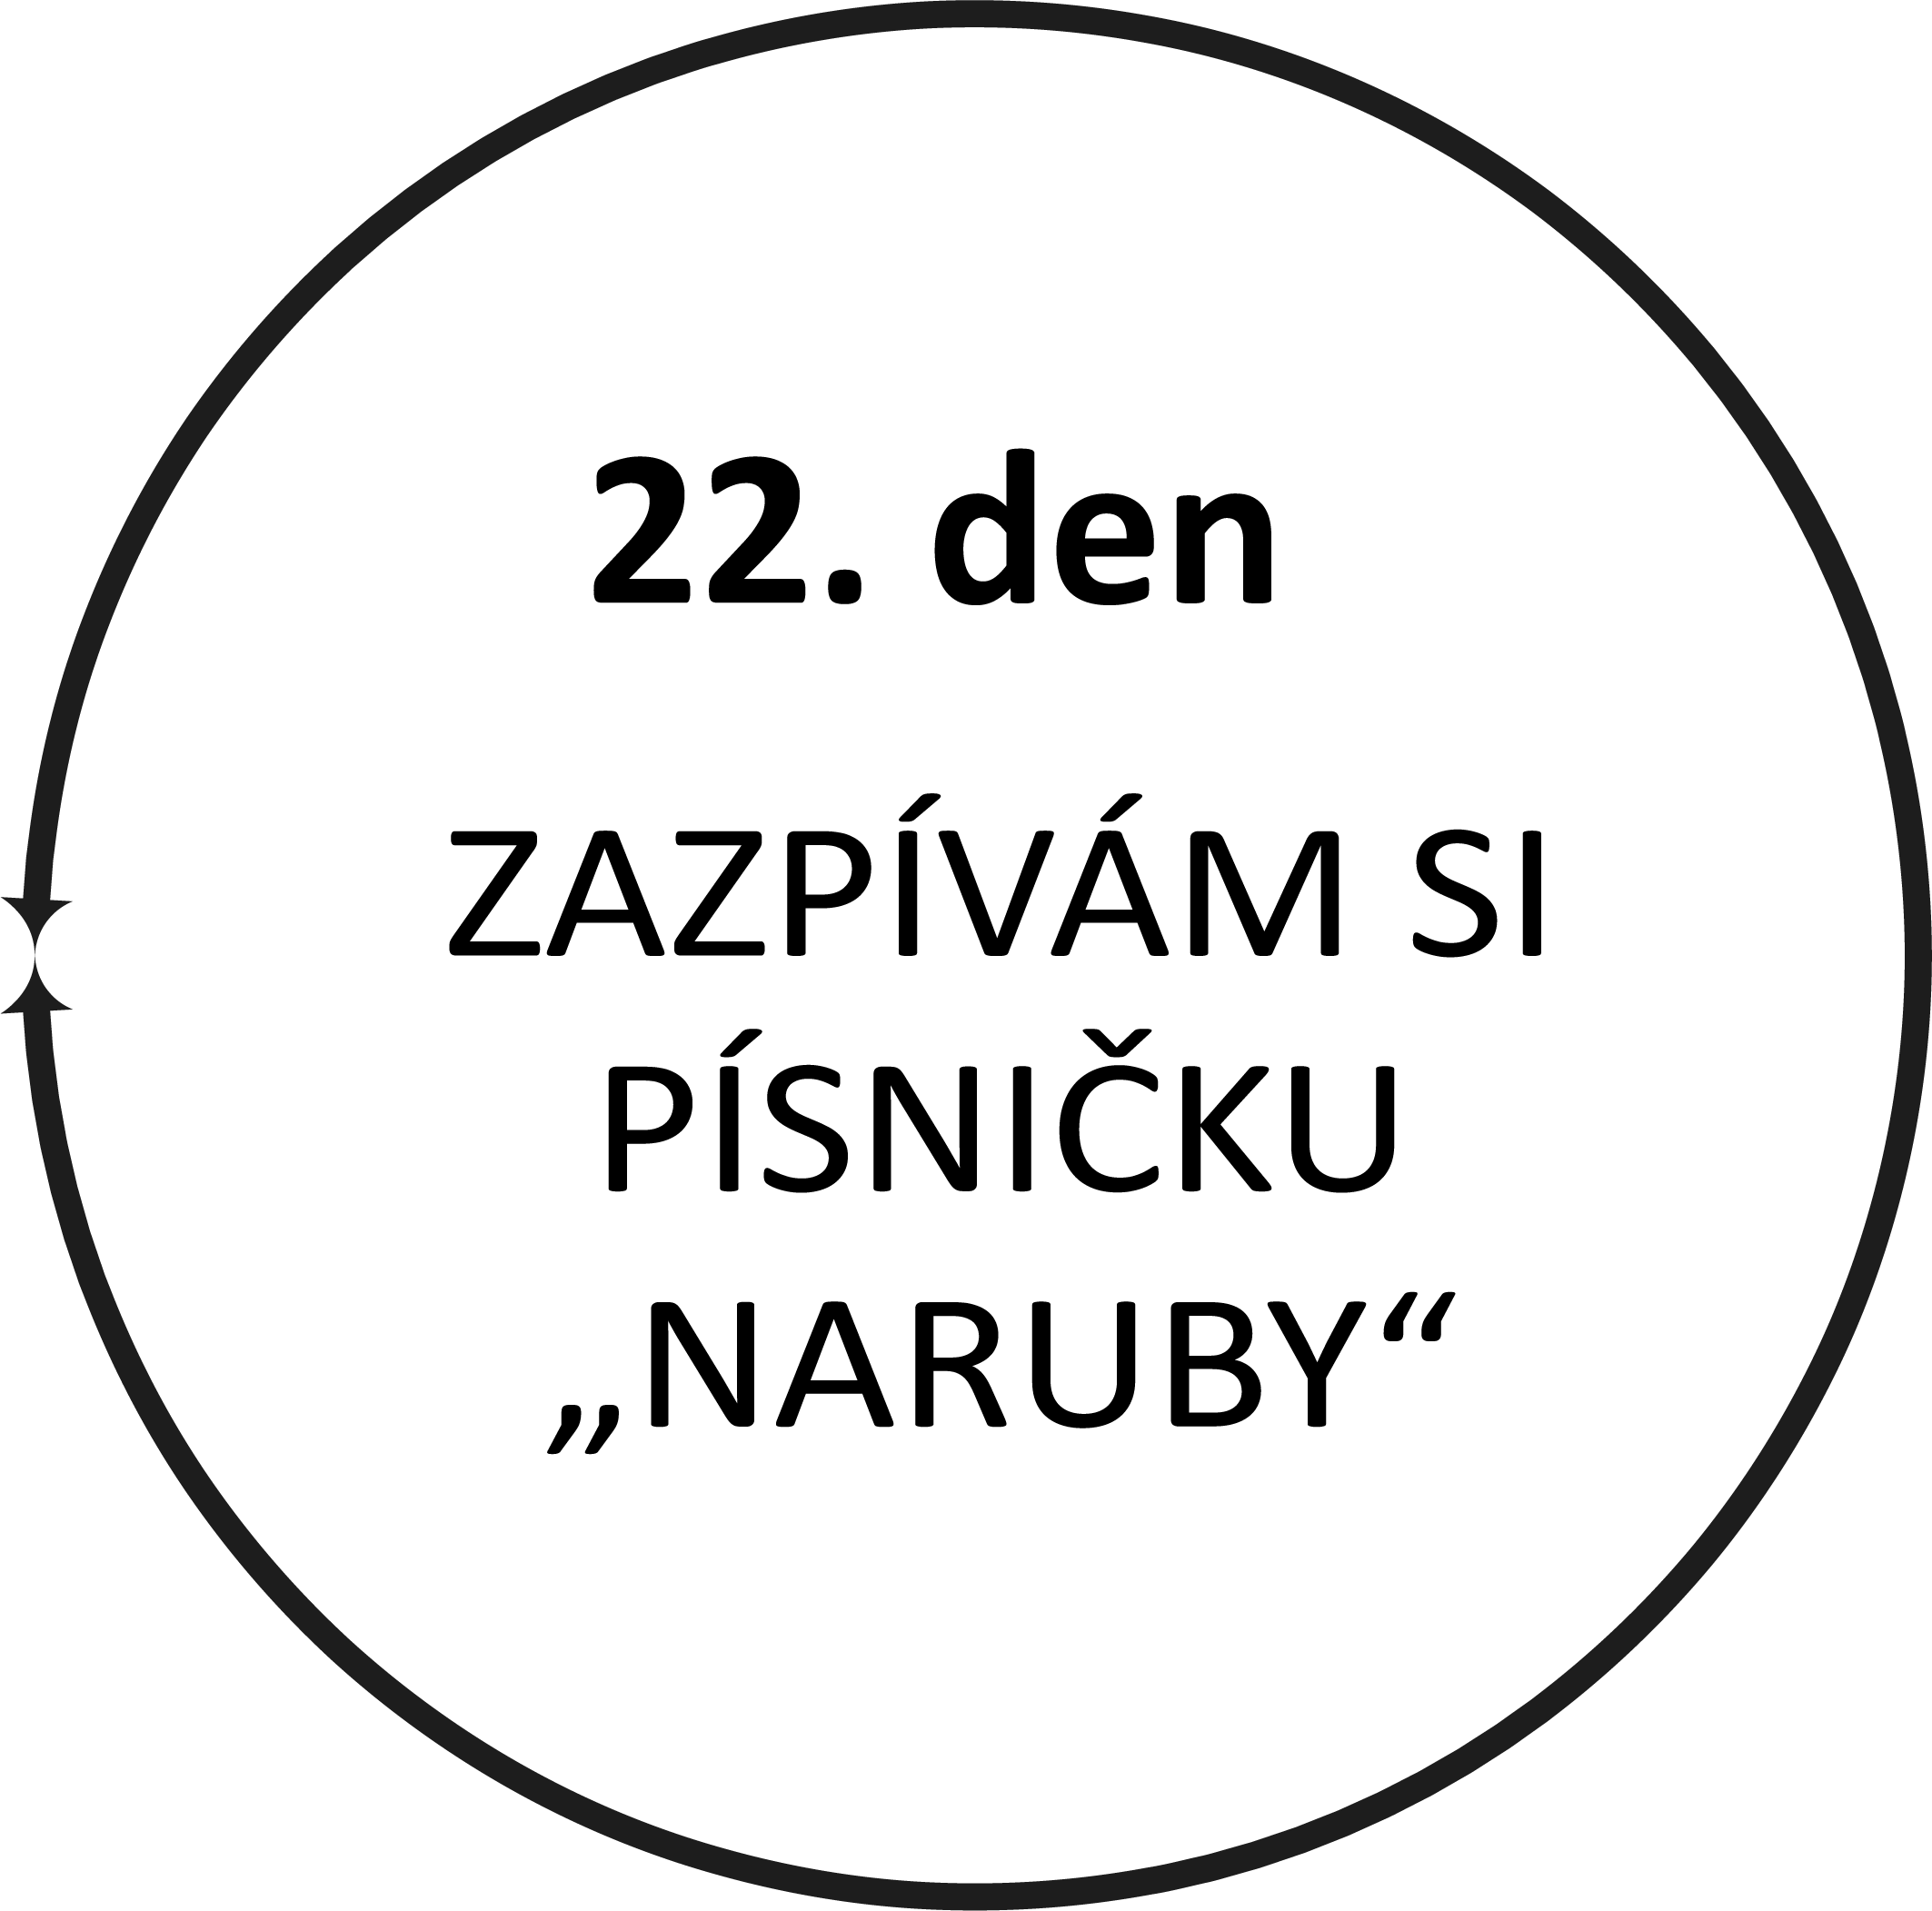 22. den
ZAZPÍVÁM SI
PÍSNIČKU
„NARUBY“